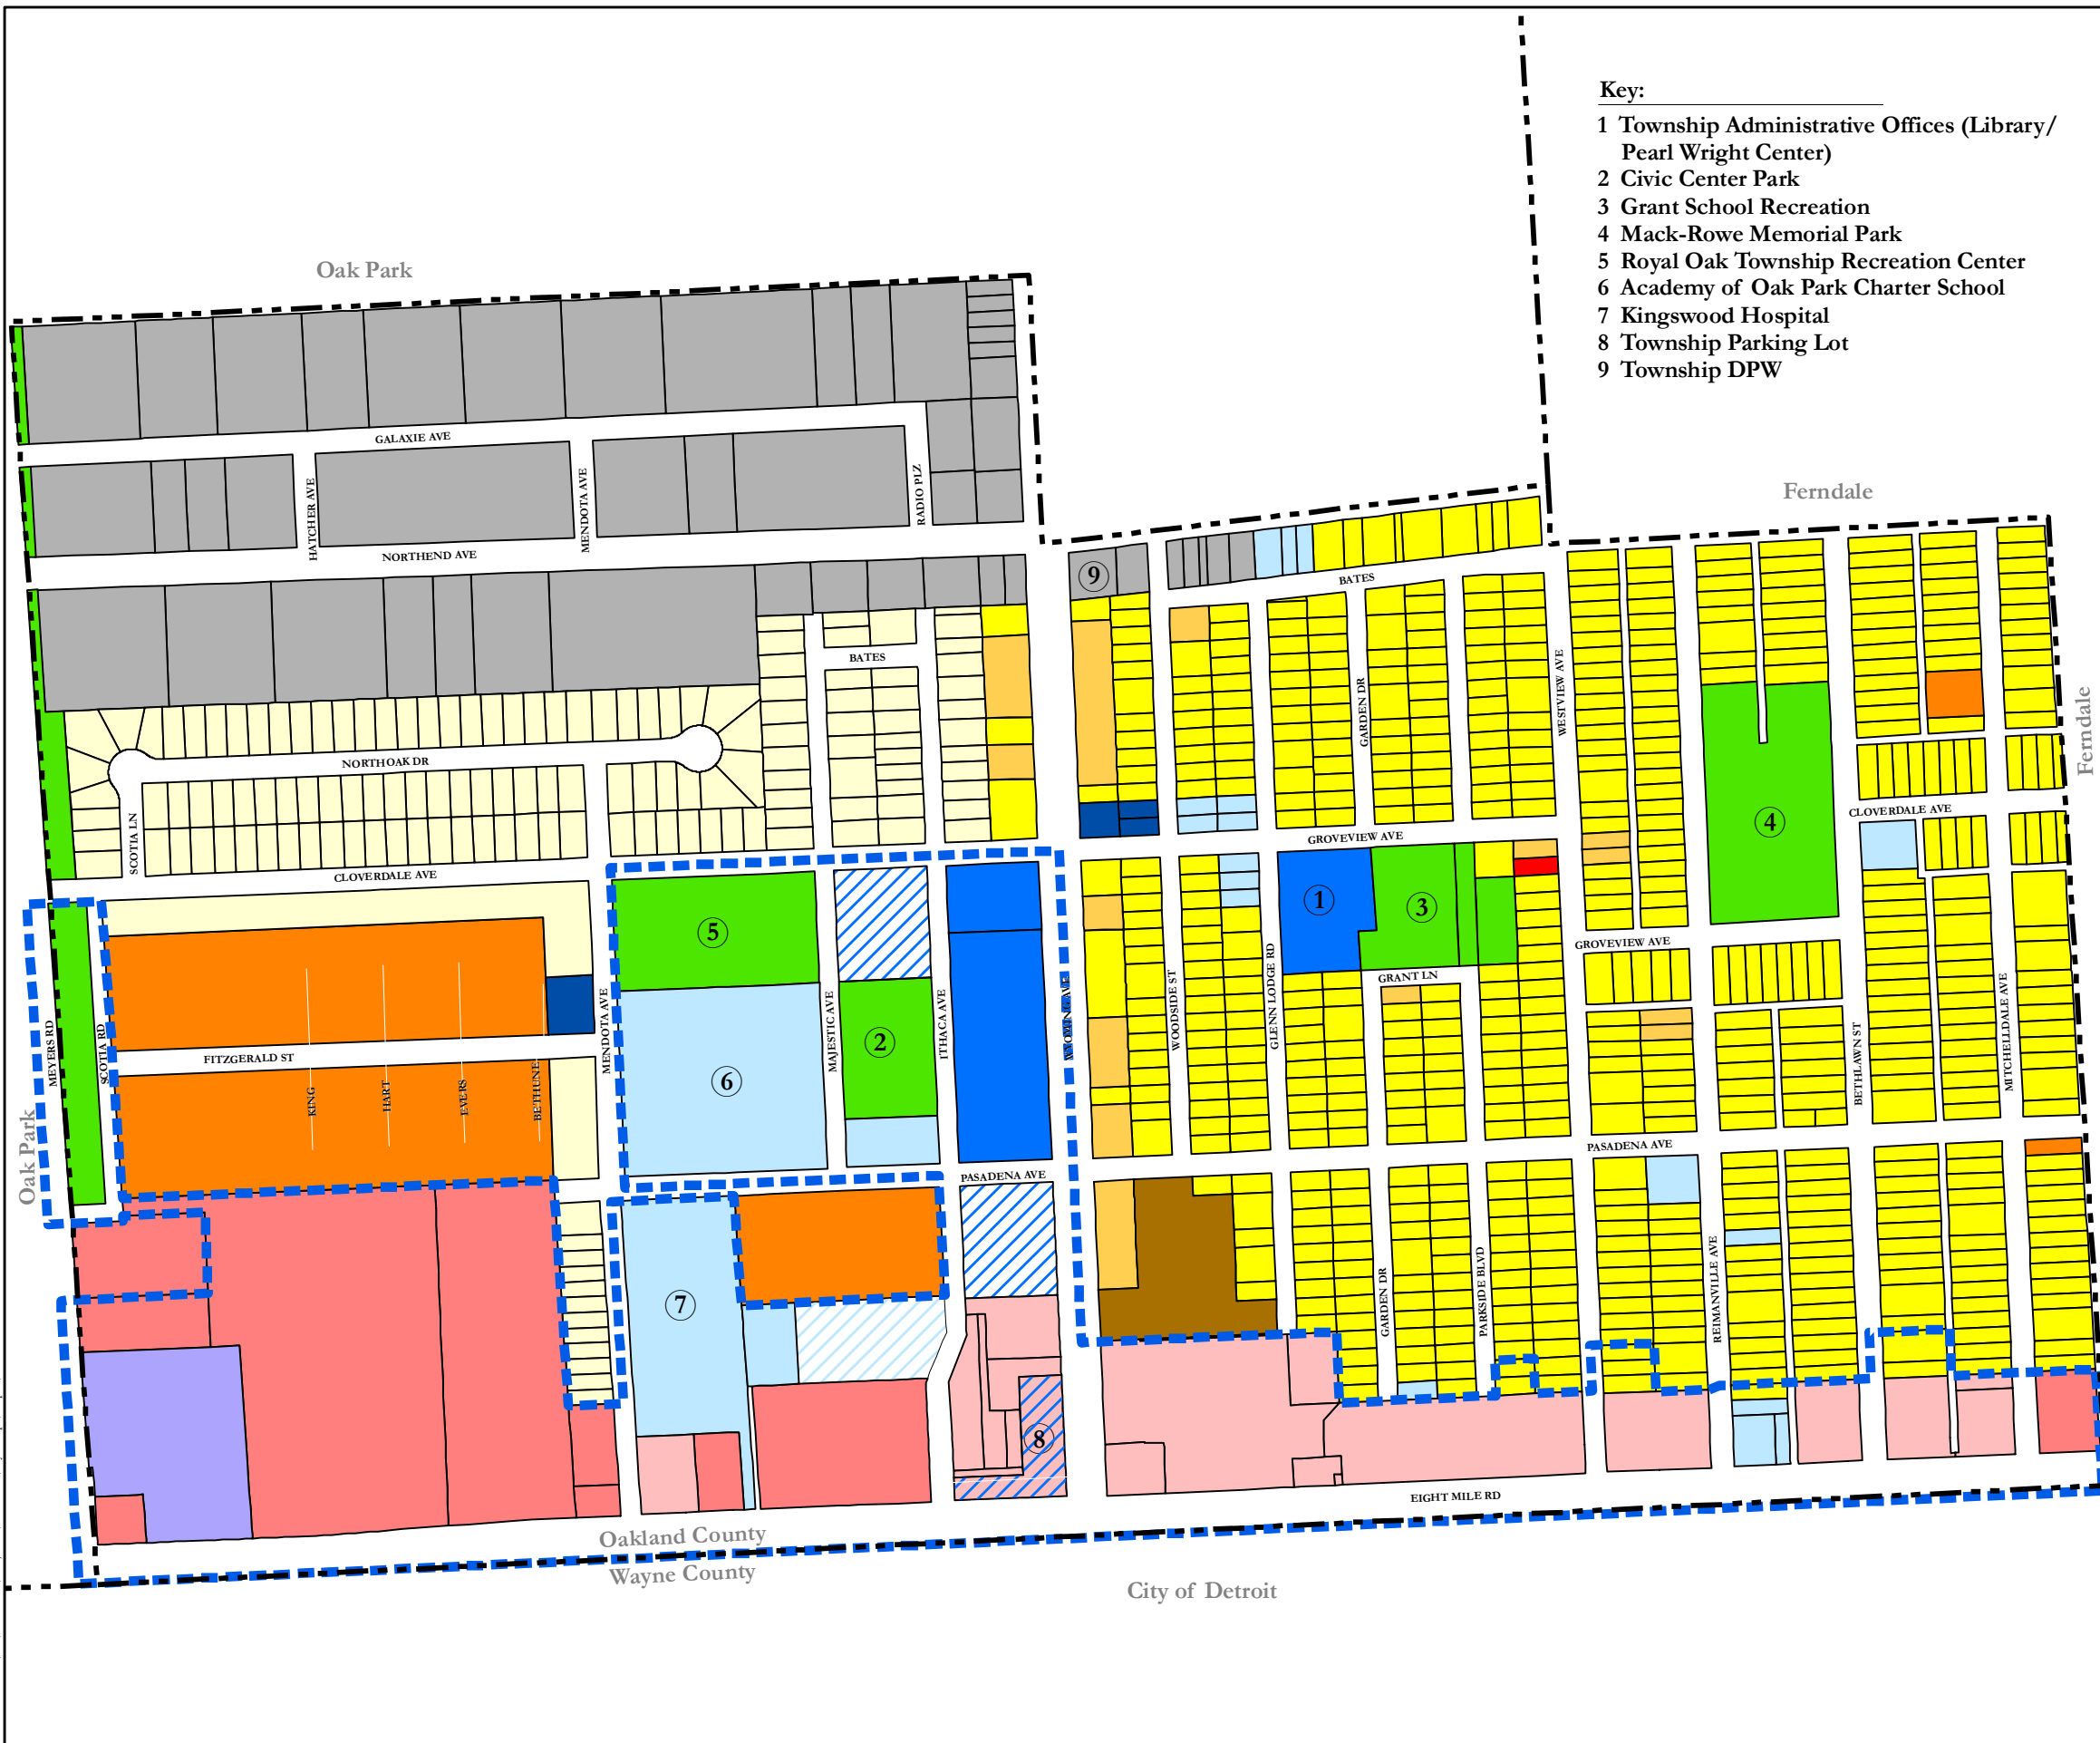 Key:
1 Township Administrative Offices (Library/
Pearl Wright Center)
2 Civic Center Park
3 Grant School Recreation
4 Mack-Rowe Memorial Park
5 Royal Oak Township Recreation Center
6 Academy of Oak Park Charter School
7 Kingswood Hospital
8 Township Parking Lot
9 Township DPW
Oak Park
Ferndale
GALAXIE AVE
HATCHER AVE
MENDOTA AVE
RADIO PLZ
NORTHEND AVE
9
BATES
BATES
GARDEN DR
WESTVIEW AVE
Ferndale
NORTHOAK DR
SCOTIA LN
4
CLOVERDALE AVE
GROVEVIEW AVE
CLOVERDALE AVE
1
3
5
GROVEVIEW AVE
GRANT LN
MEYERS RD
SCOTIA RD
MENDOTA AVE
MAJESTIC AVE
2
ITHACA AVE
WOODSIDE ST
GLENN LODGE RD
BETHLAWN ST
MITCHELLDALE AVE
FITZGERALD ST
6
KING
HART
EVERS
BETHUNE
Oak Park
PASADENA AVE
PASADENA AVE
7
GARDEN DR
PARKSIDE BLVD
REIMANVILLE AVE
8
EIGHT MILE RD
Oakland County
Wayne County
City of Detroit